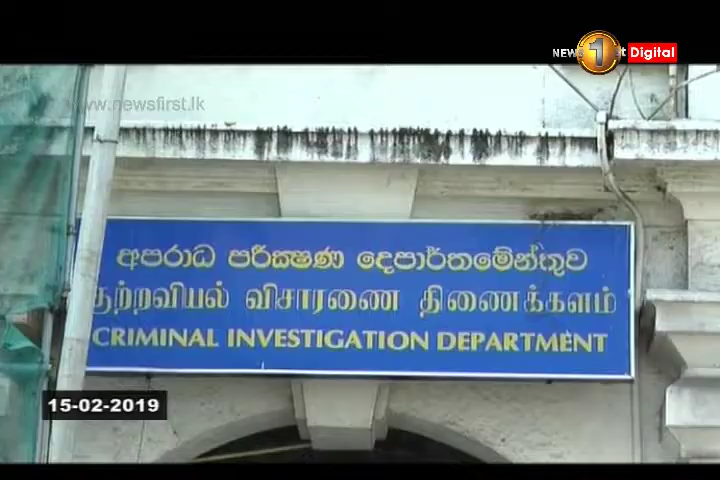 NEWS 1st Digital
www.newsfirst.lk
අපරාධ පරීක්ෂණ දෙපාර්තමේන්තුව
குற்றவியல் விசாரணை திணைக்களம்
CRIMINAL INVESTIGATION DEPARTMENT
15-02-2019